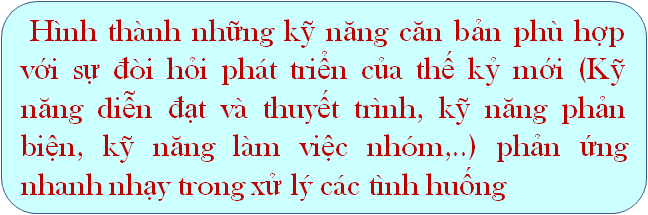 Hình thành những kỹ năng căn bản phù hợp
với sự đòi hỏi phát triển của thế kỷ mới (Kỹ
năng diễn đạt và thuyết trình, kỹ năng phản
biện, kỹ năng làm việc nhóm,..) phản ứng
nhanh nhạy trong xử lý các tình huống